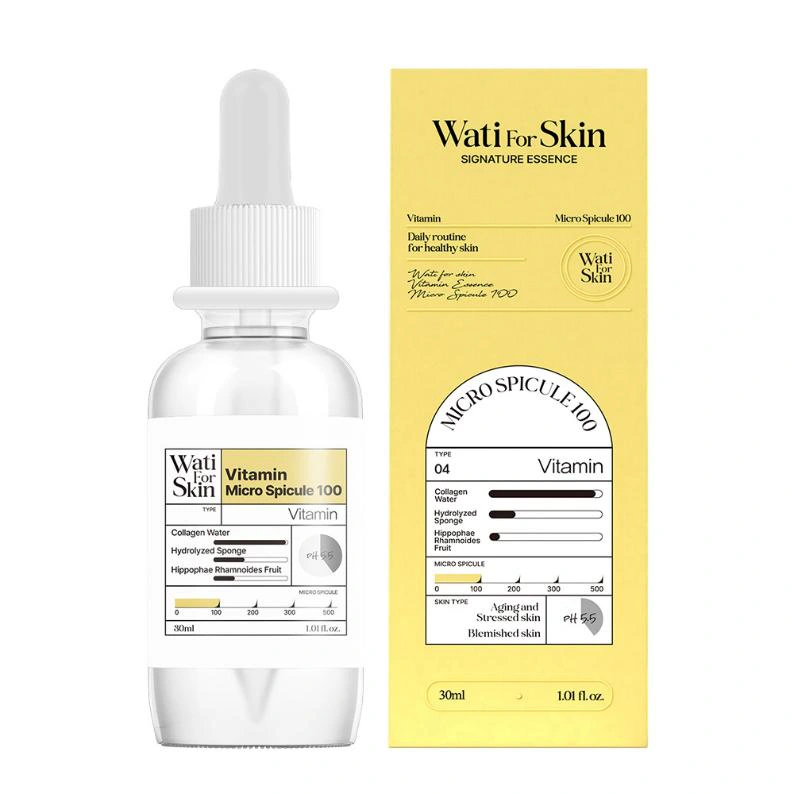 Wati For Skin
Vitamin
Micro Spicule 100
TYPE
Vitamin
Collagen Water
Hydrolyzed Sponge
Hippophae Rhamnoides Fruit
pH 5.5
MICRO SPICULE
0 100 200 300 500
30ml 1.01 fl. oz.
Wati For Skin
SIGNATURE ESSENCE
Vitamin Micro Spicule 100
Daily routine
for healthy skin
Wati for skin
Vitamin Essence
Micro Spicule 100
Wati
For
Skin
MICRO SPICULE 100
TYPE
04 Vitamin
Collagen
Water
Hydrolyzed
Sponge
Hippophae
Rhamnoides
Fruit
MICRO SPICULE
0 100 200 300 500
SKIN TYPE
Aging and
Stressed skin
Blemished skin
pH 5.5
30ml 1.01 fl. oz.